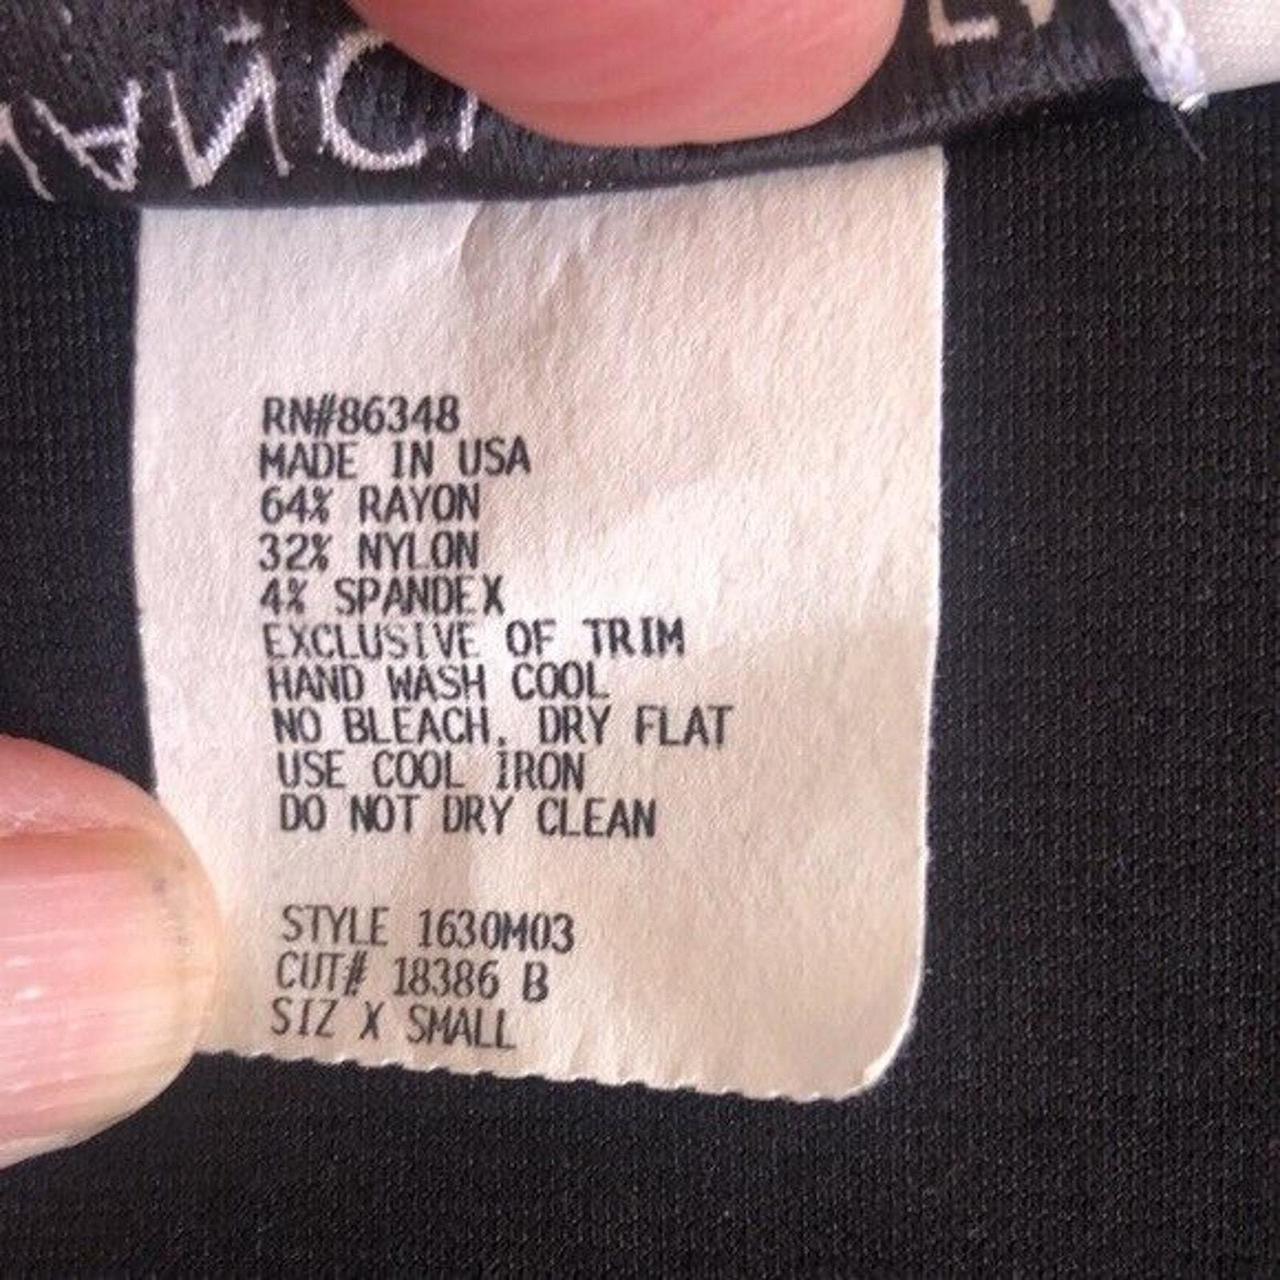 RN#86348
MADE IN USA
64% RAYON
32% NYLON
4% SPANDEX
EXCLUSIVE OF TRIM
HAND WASH COOL
NO BLEACH, DRY FLAT
USE COOL IRON
DO NOT DRY CLEAN
STYLE 1630M03
CUT# 18386 B
SIZ X SMALL